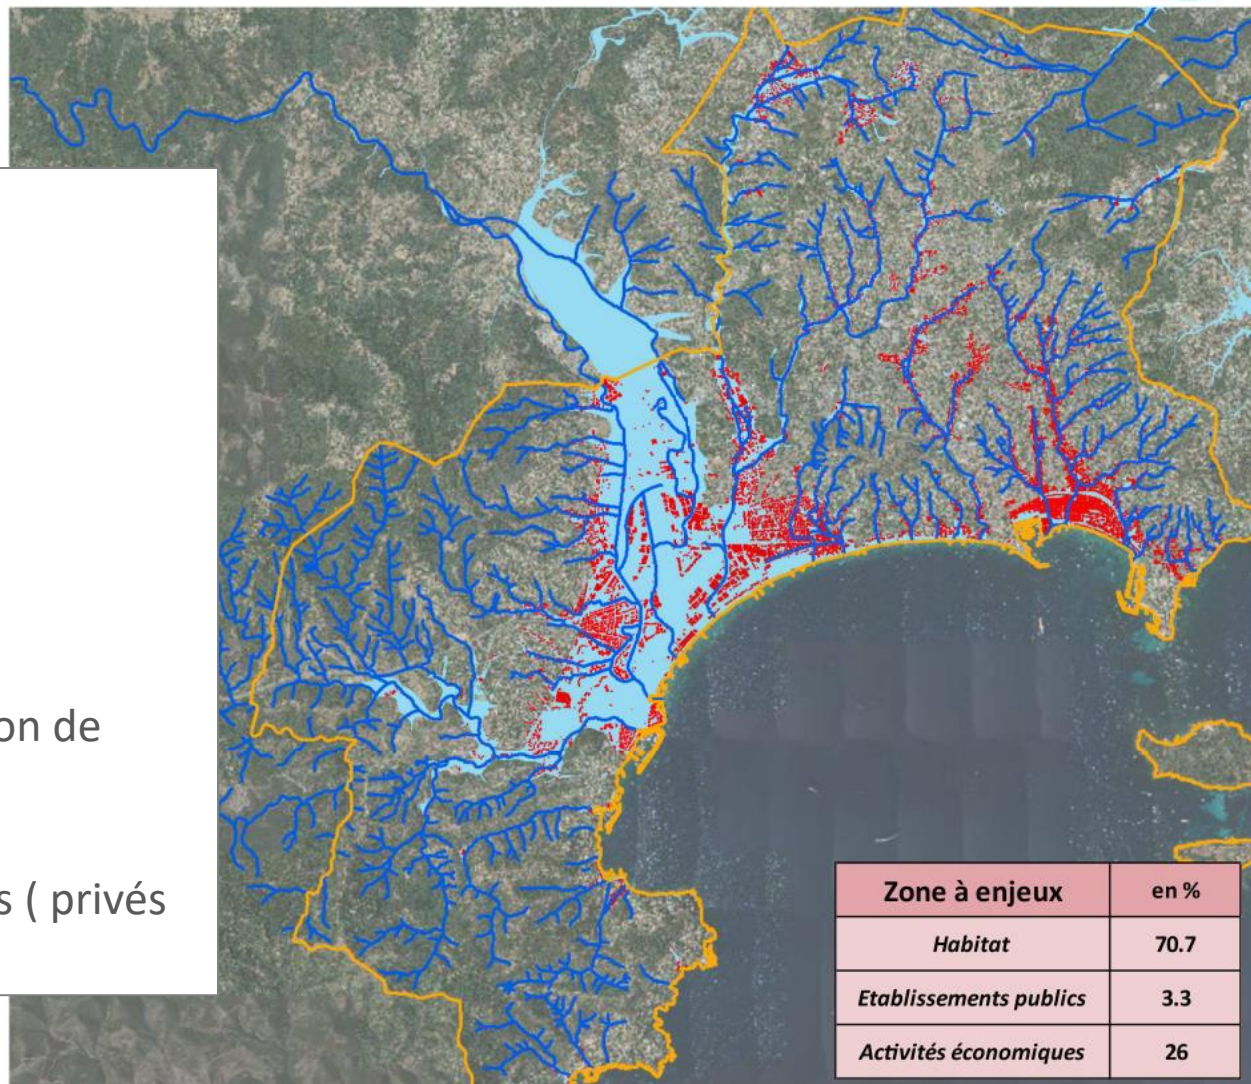 on de
s ( privés
Zone à enjeux en %
Habitat 70.7
Etablissements publics 3.3
Activités économiques 26